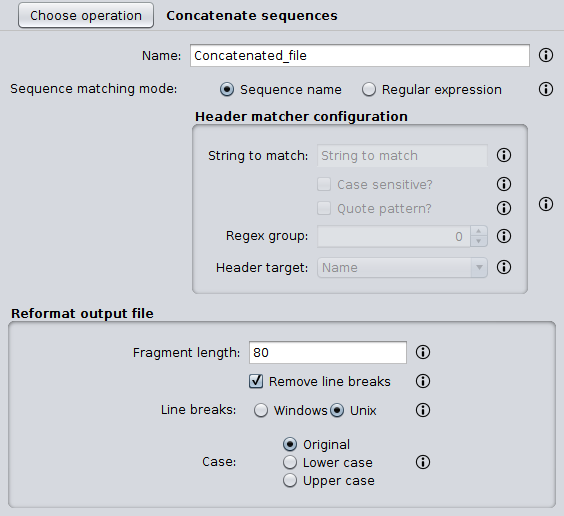 Choose operation Concatenate sequences
Name: Concatenated_file
Sequence matching mode: Sequence name Regular expression
Header matcher configuration
String to match: String to match
Case sensitive?
Quote pattern?
Regex group: 0
Header target: Name
Reformat output file
Fragment length: 80
Remove line breaks
Line breaks: Windows Unix
Original
Case: Lower case
Upper case